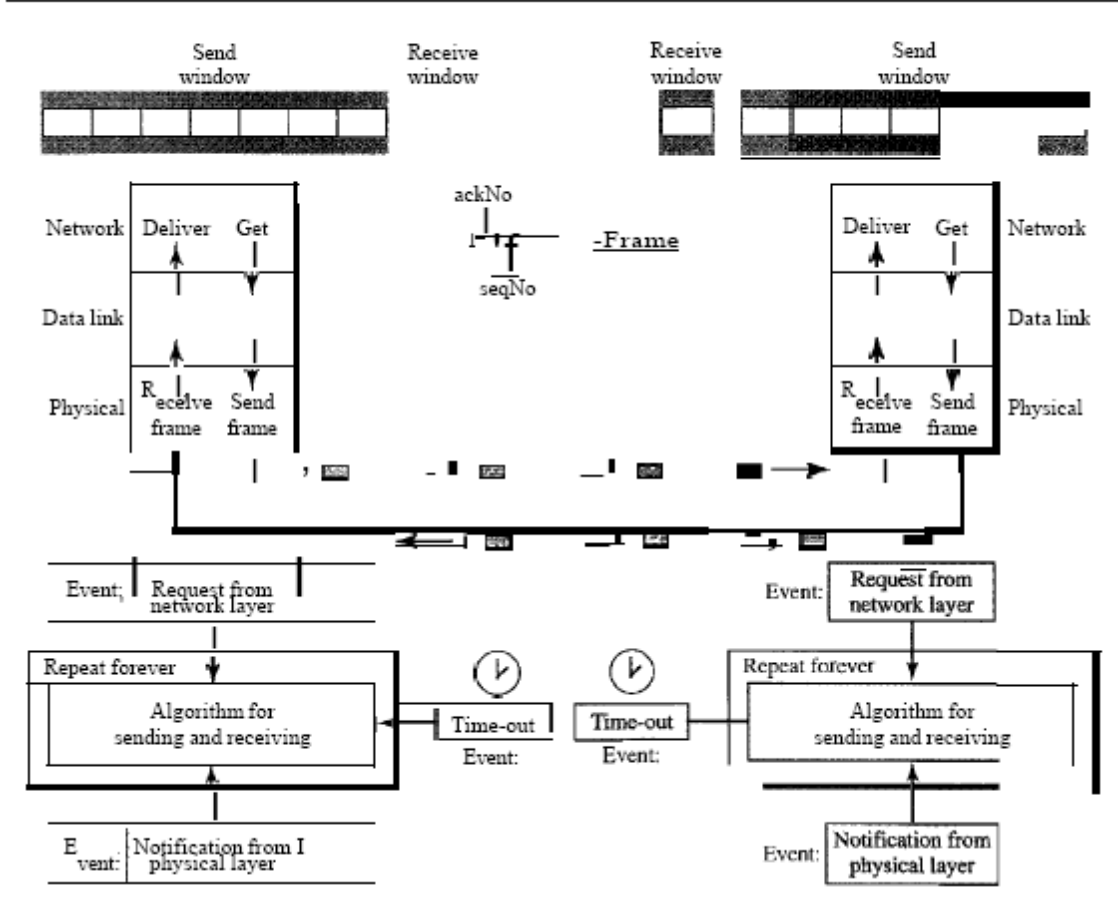 Send
window
Receive
window
Receive
window
Send
window
ackNo
-Frame
seqNo
Network
Deliver
Get
Data link
Physical
Receive
frame
Send
frame
Deliver
Get
Network
Data link
Receive
frame
Send
frame
Physical
Event;
Request from
network layer
Event:
Request from
network layer
Repeat forever
Algorithm for
sending and receiving
Time-out
Event:
Time-out
Event:
Repeat forever
Algorithm for
sending and receiving
Event:
Notification from I
physical layer
Event:
Notification from
physical layer